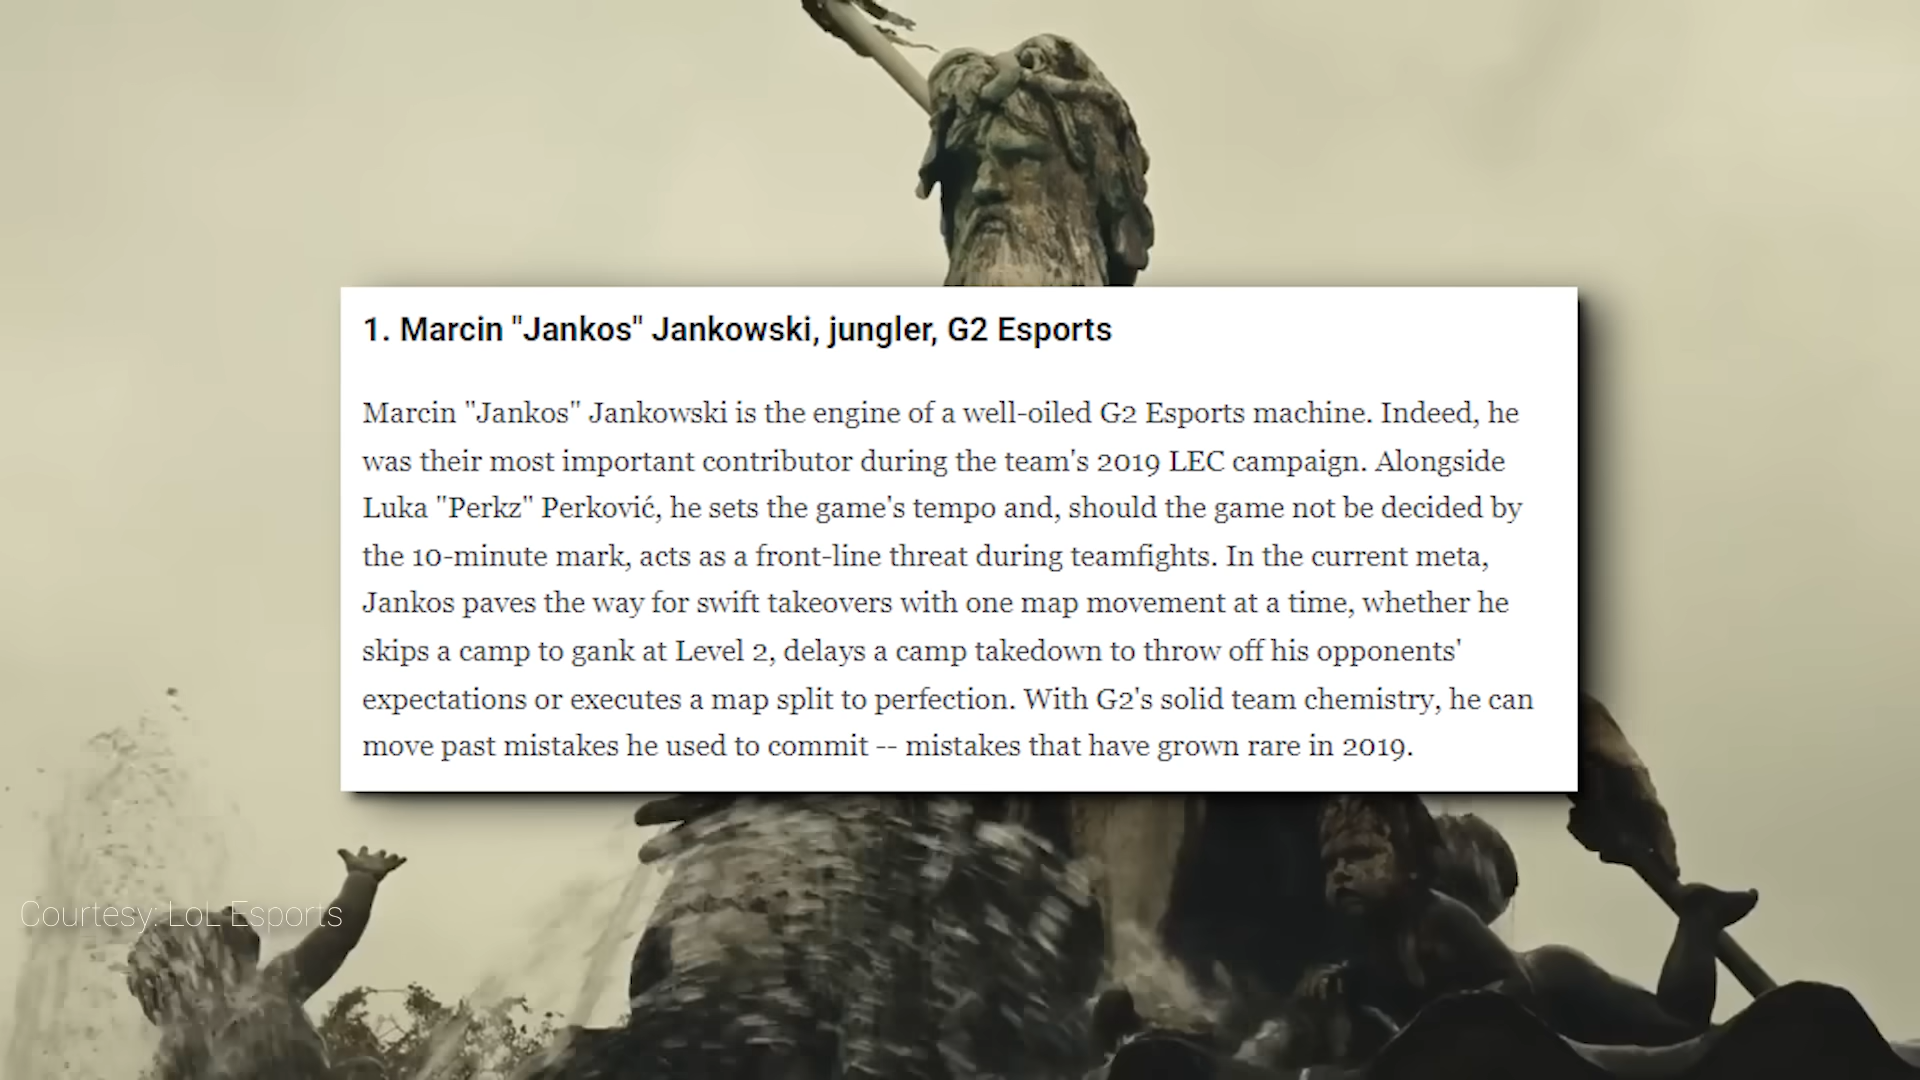 1. Marcin "Jankos" Jankowski, jungler, G2 Esports
Marcin "Jankos" Jankowski is the engine of a well-oiled G2 Esports machine. Indeed, he
was their most important contributor during the team's 2019 LEC campaign. Alongside
Luka "Perkz" Perković, he sets the game's tempo and, should the game not be decided by
the 10-minute mark, acts as a front-line threat during teamfights. In the current meta,
Jankos paves the way for swift takeovers with one map movement at a time, whether he
skips a camp to gank at Level 2, delays a camp takedown to throw off his opponents'
expectations or executes a map split to perfection. With G2's solid team chemistry, he can
move past mistakes he used to commit -- mistakes that have grown rare in 2019.
Courtesy: LoL Esports